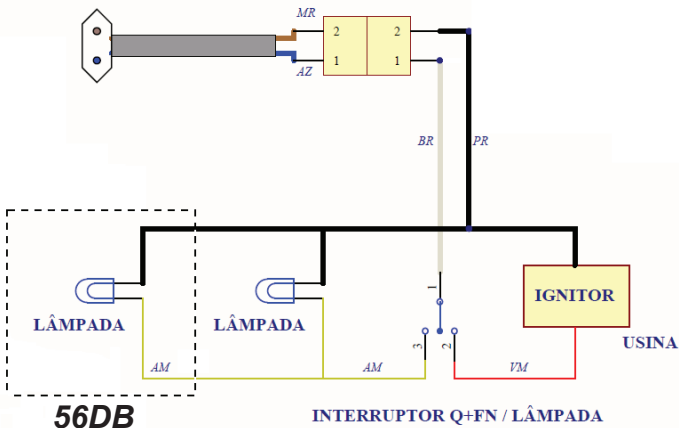 MR
2 2
1 1
AZ
BR PR
1
IGNITOR
LÂMPADA LÂMPADA
USINA
3 2
AM AM VM
56DB INTERRUPTOR Q+FN / LÂMPADA